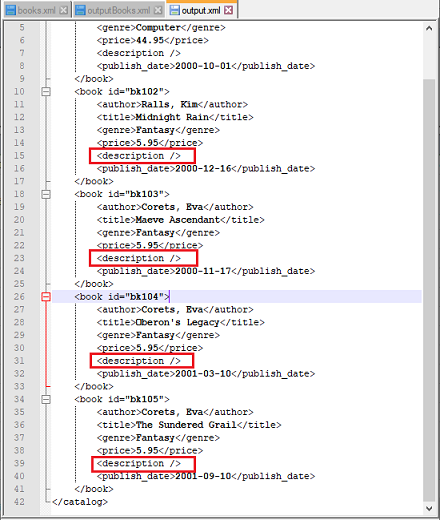 books.xml outputBooks.xml output.xml
5 <genre>Computer</genre>
6 <price>44.95</price>
7 <description />
8 <publish_date>2000-10-01</publish_date>
9 </book>
10 <book id="bk102">
11 <author>Ralls, Kim</author>
12 <title>Midnight Rain</title>
13 <genre>Fantasy</genre>
14 <price>5.95</price>
15 <description />
16 <publish_date>2000-12-16</publish_date>
17 </book>
18 <book id="bk103">
19 <author>Corets, Eva</author>
20 <title>Maeve Ascendant</title>
21 <genre>Fantasy</genre>
22 <price>5.95</price>
23 <description />
24 <publish_date>2000-11-17</publish_date>
25 </book>
26 <book id="bk104">
27 <author>Corets, Eva</author>
28 <title>Oberon's Legacy</title>
29 <genre>Fantasy</genre>
30 <price>5.95</price>
31 <description />
32 <publish_date>2001-03-10</publish_date>
33 </book>
34 <book id="bk105">
35 <author>Corets, Eva</author>
36 <title>The Sundered Grail</title>
37 <genre>Fantasy</genre>
38 <price>5.95</price>
39 <description />
40 <publish_date>2001-09-10</publish_date>
41 </book>
42 </catalog>